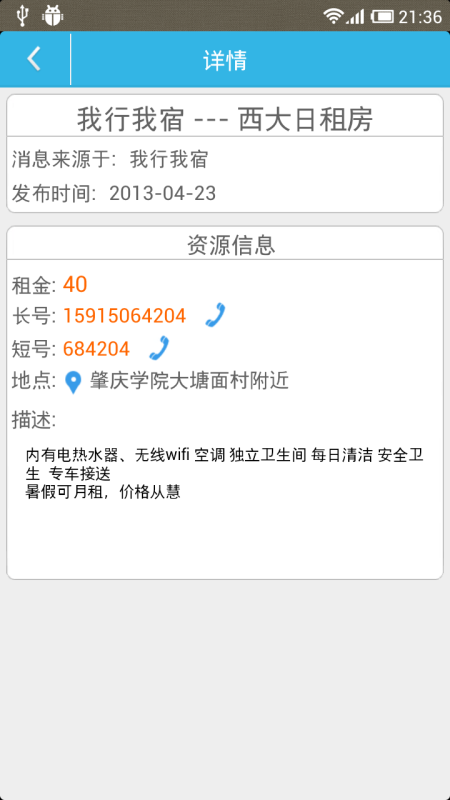 21:36
详情
我行我宿 --- 西大日租房
消息来源于: 我行我宿
发布时间: 2013-04-23
资源信息
租金: 40
长号: 15915064204
短号: 684204
地点: 肇庆学院大塘面村附近
描述:
内有电热水器、无线wifi 空调 独立卫生间 每日清洁 安全卫
生 专车接送
暑假可月租，价格从慧